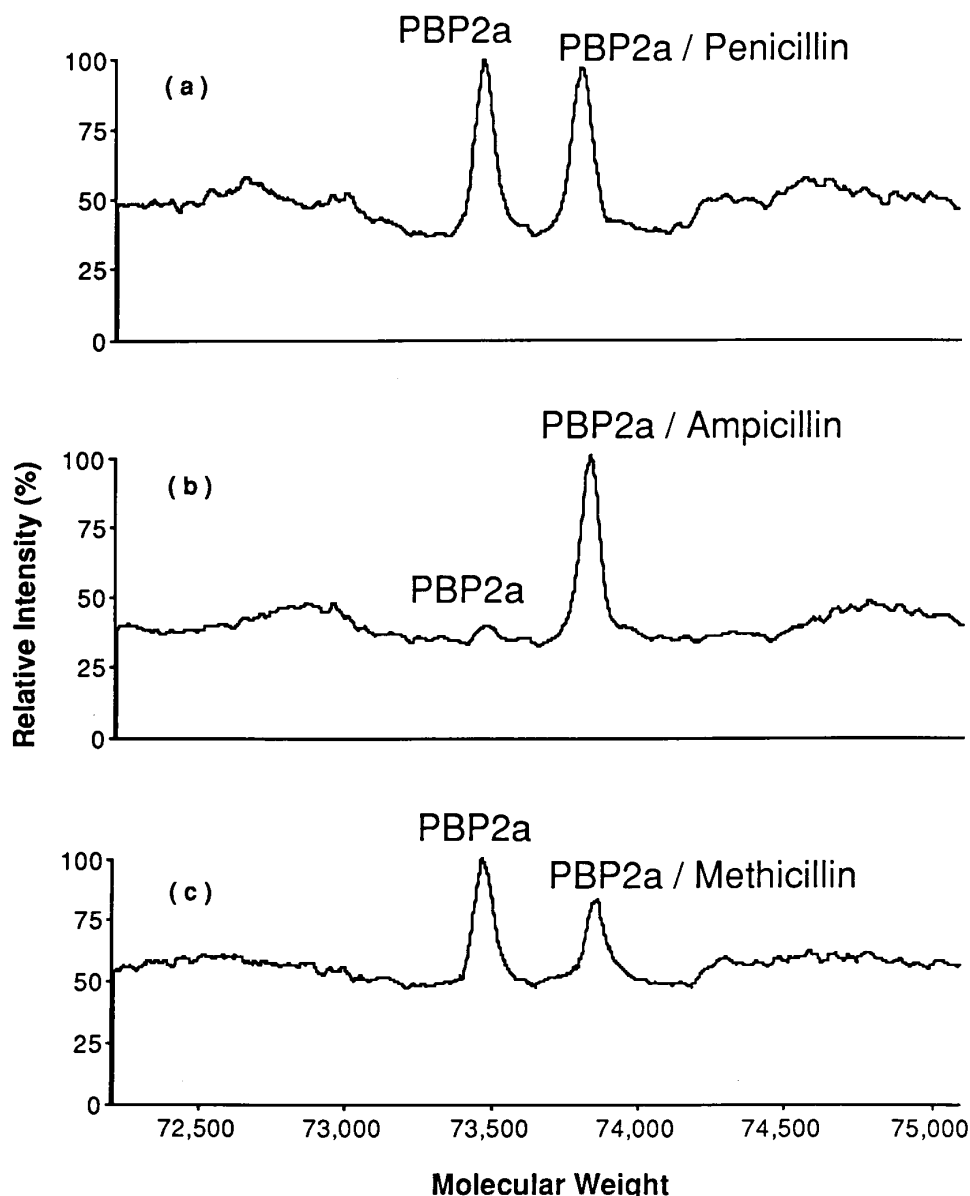 PBP2a
PBP2a / Penicillin
( a )
100
75
50
25
0
PBP2a / Ampicillin
( b )
100
75
50
25
0
PBP2a
Relative Intensity (%)
PBP2a
PBP2a / Methicillin
( c )
100
75
50
25
0
72,500 73,000 73,500 74,000 74,500 75,000
Molecular Weight